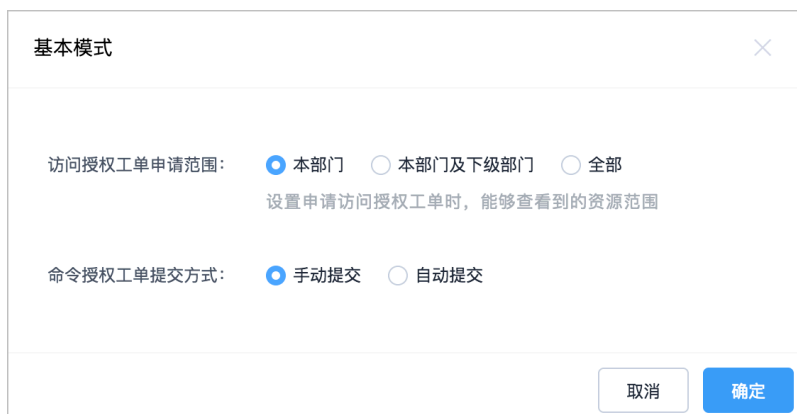 基本模式
访问授权工单申请范围： 本部门 本部门及下级部门 全部
设置申请访问授权工单时，能够查看到的资源范围
命令授权工单提交方式： 手动提交 自动提交
取消 确定